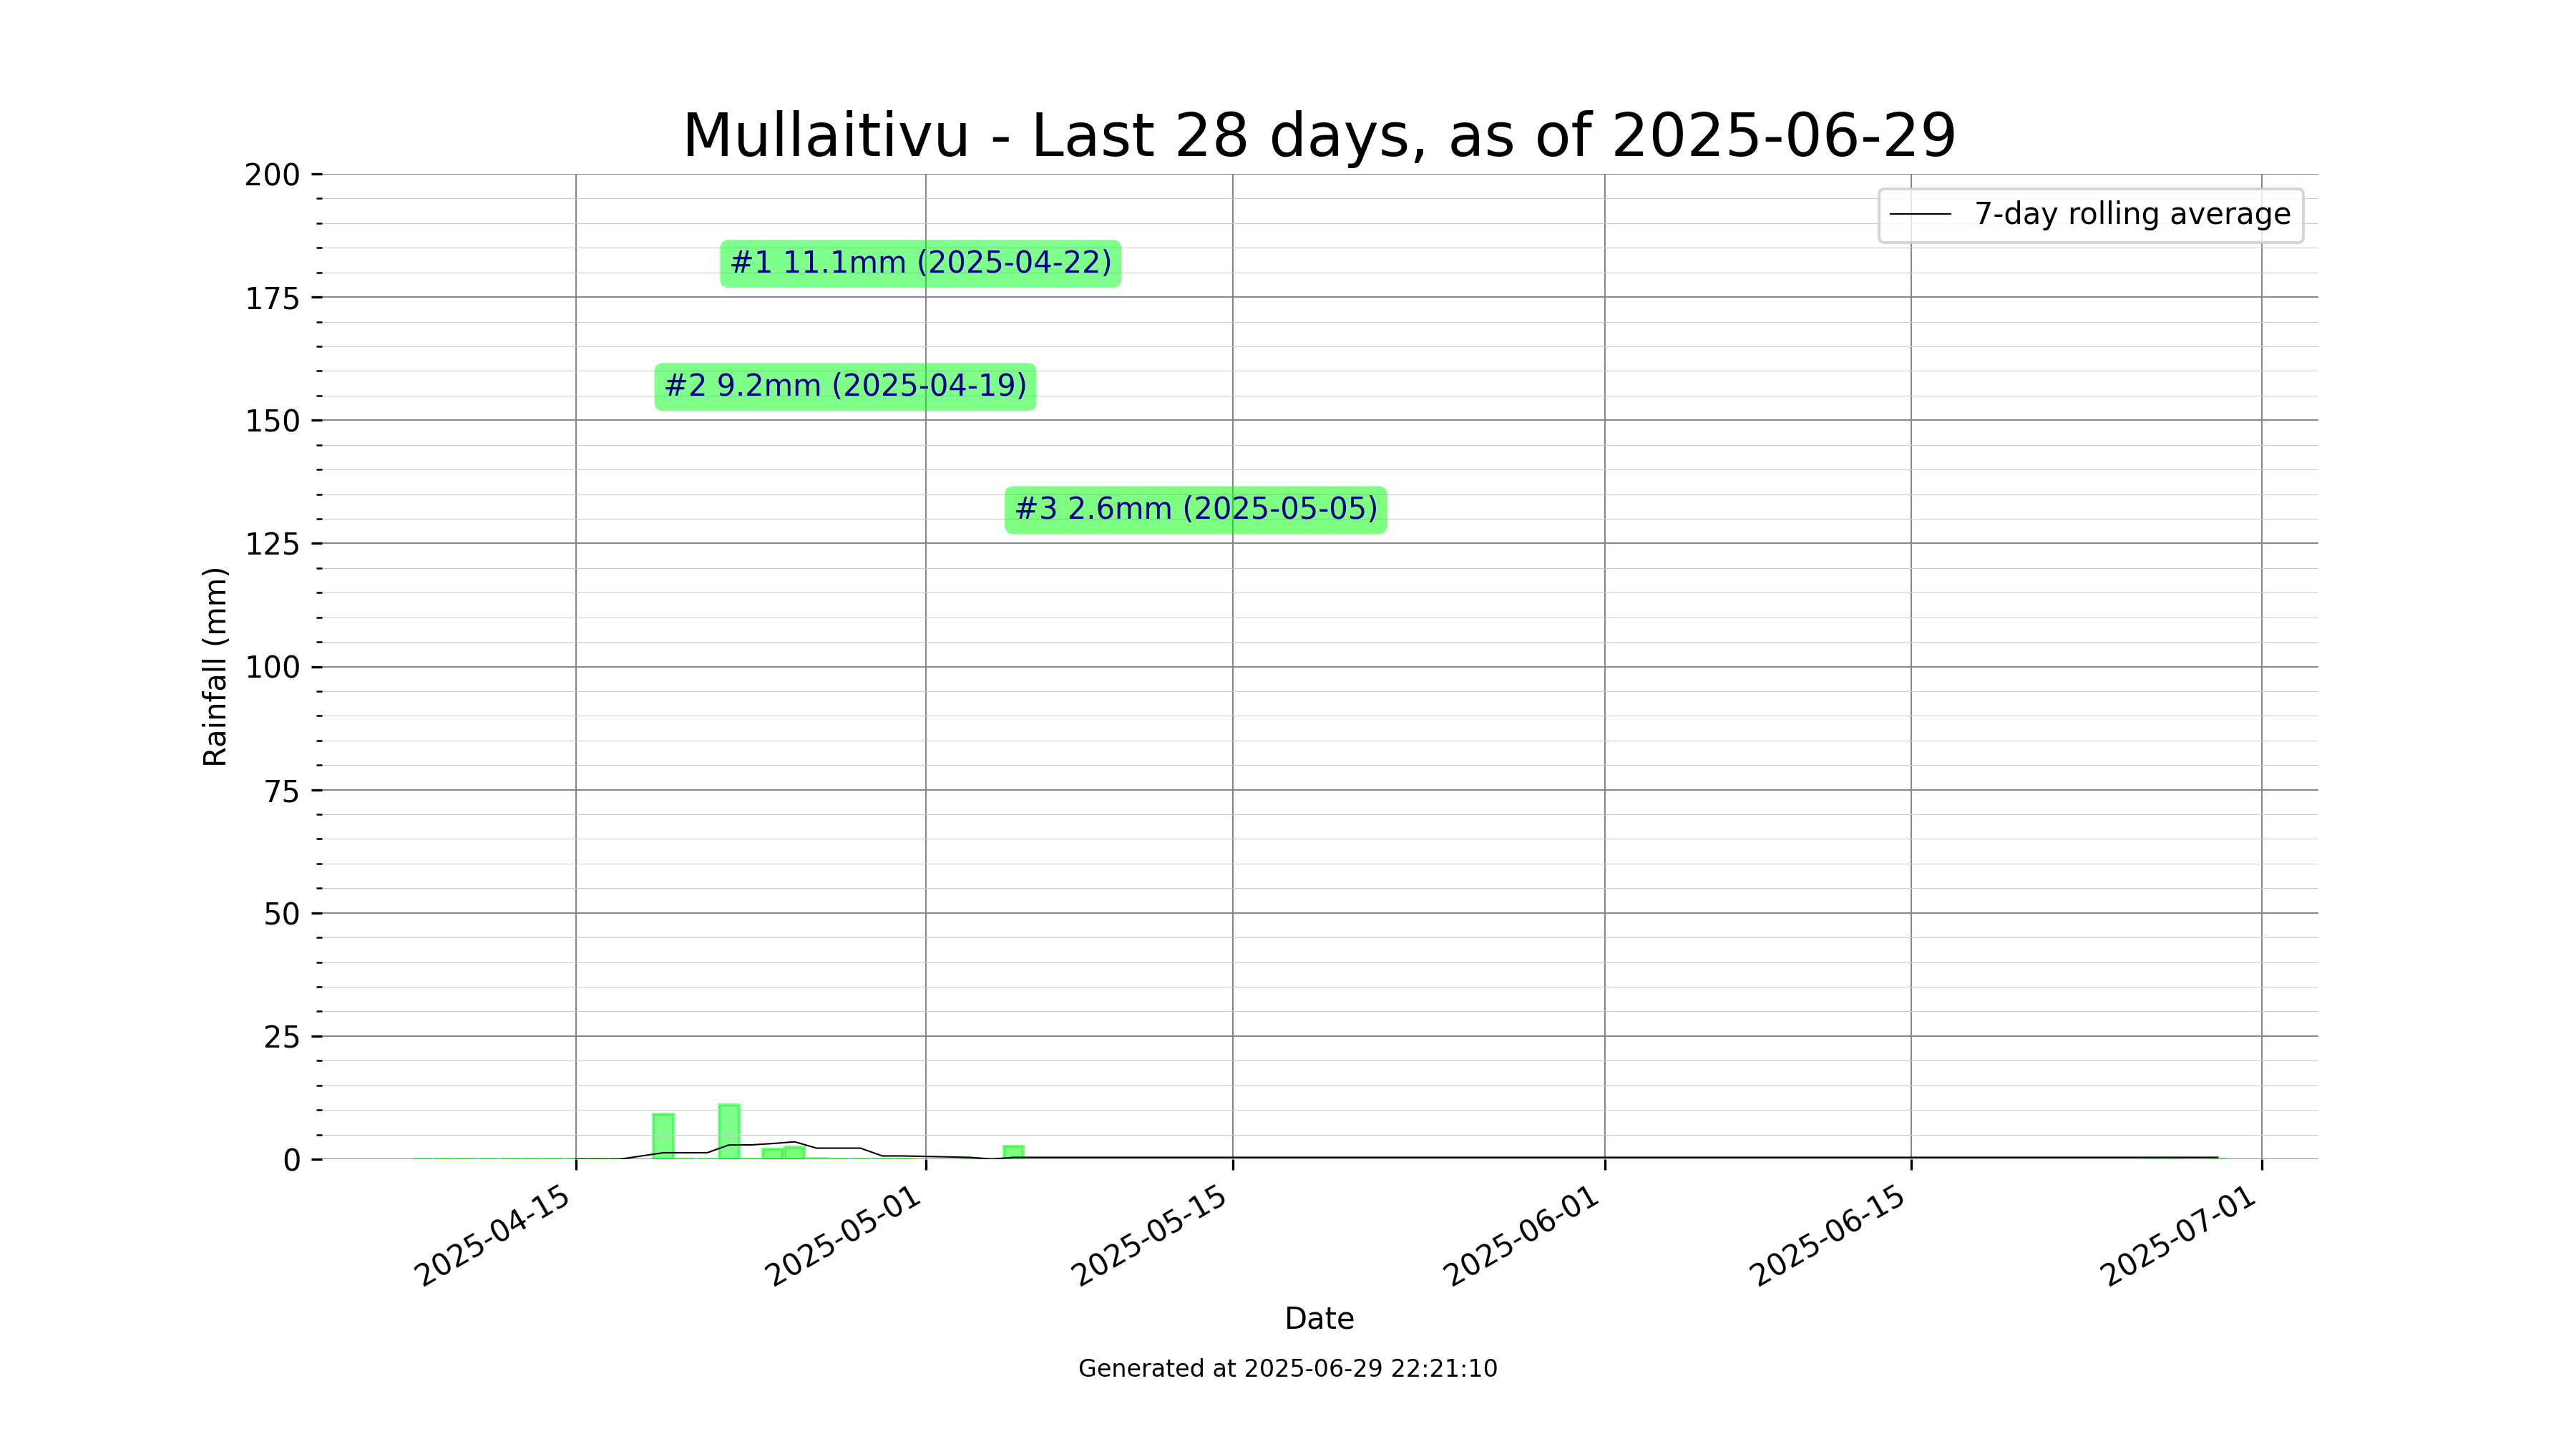 Mullaitivu - Last 28 days, as of 2025-06-29
200
7-day rolling average
#1 11.1mm (2025-04-22)
175
#2 9.2mm (2025-04-19)
150
#3 2.6mm (2025-05-05)
125
100
75
50
25
0
Rainfall (mm)
2025-04-15
2025-05-01
2025-05-15
2025-06-01
2025-06-15
2025-07-01
Date
Generated at 2025-06-29 22:21:10